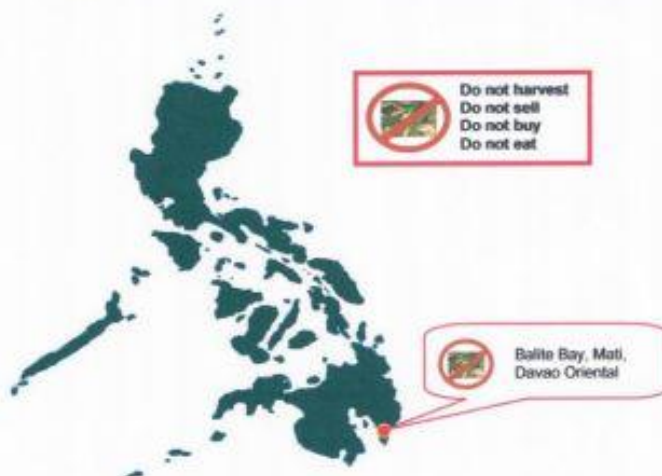 Do not harvest
Do not sell
Do not buy
Do not eat
Balite Bay, Mati,
Davao Oriental